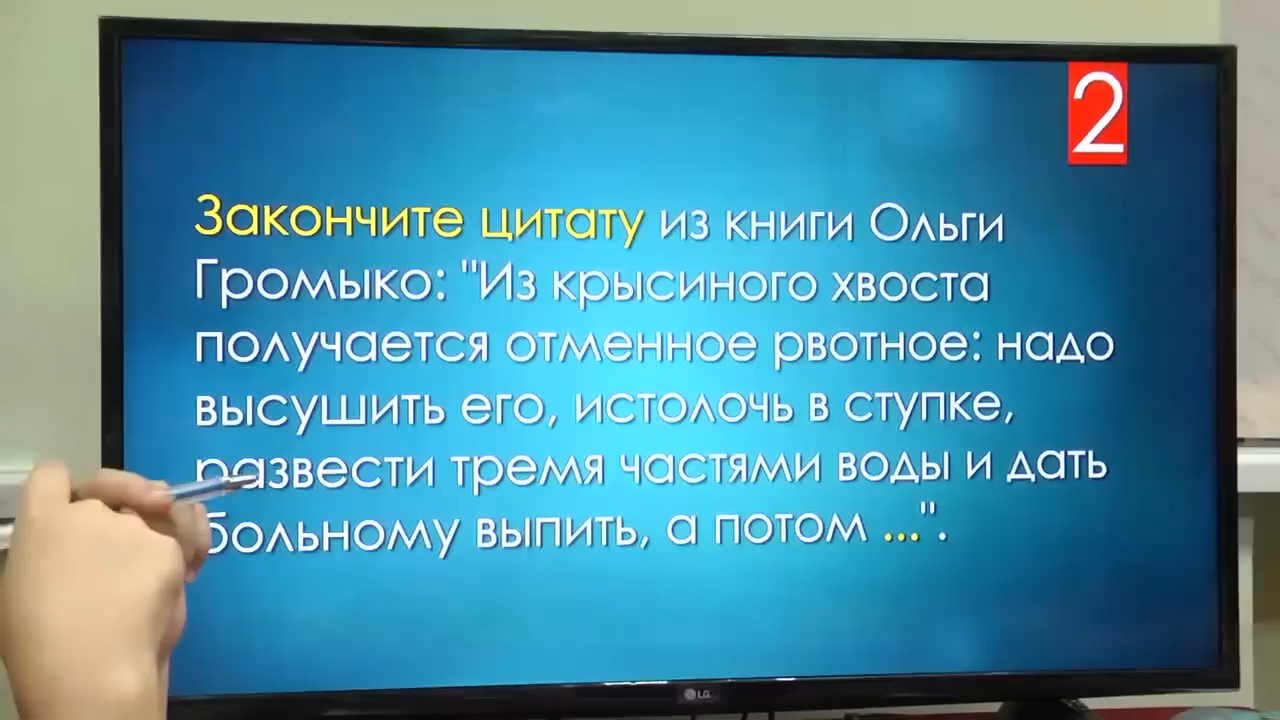 2
Закончите цитату из книги Ольги
Громыко: "Из крысиного хвоста
получается отменное рвотное: надо
высушить его, истолочь в ступке,
развести тремя частями воды и дать
больному выпить, а потом ...".
LG